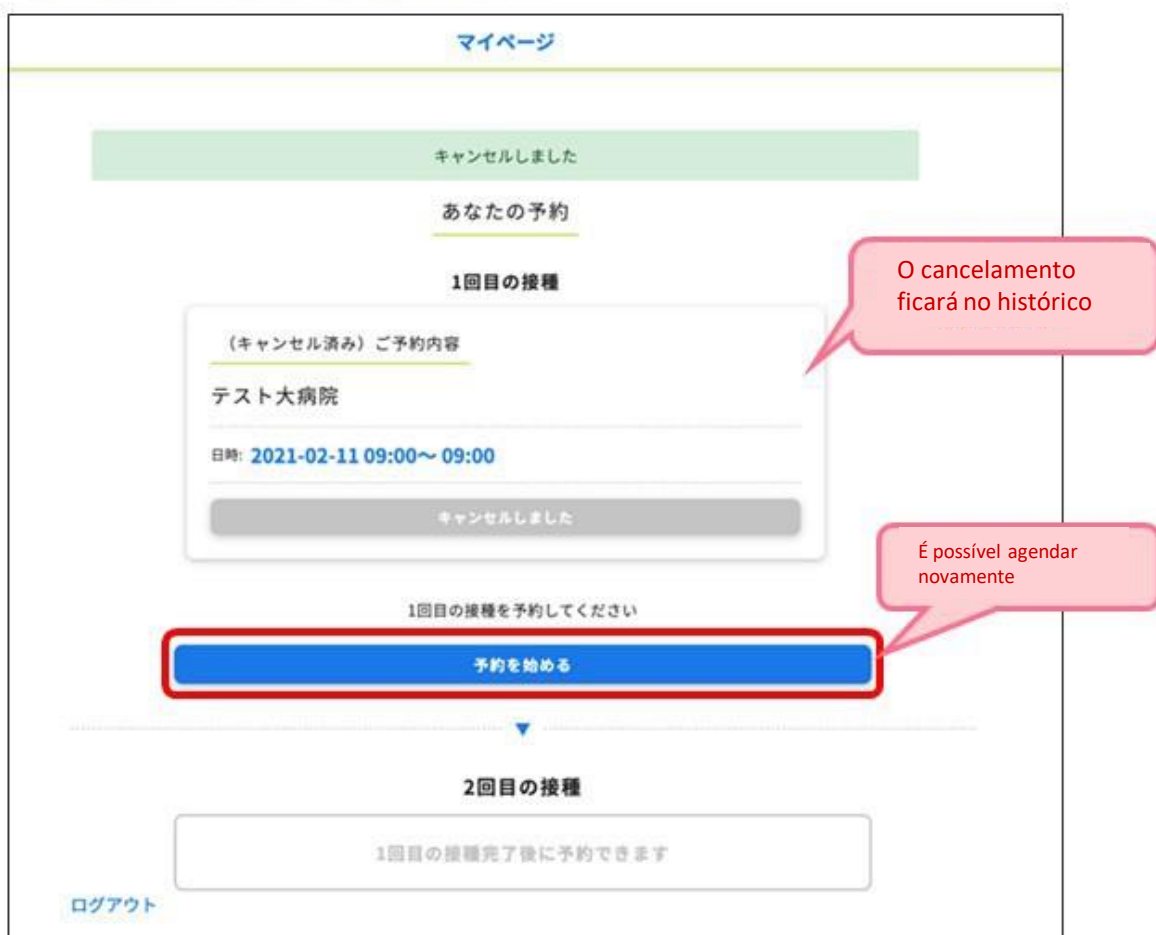 マイページ
キャンセルしました
あなたの予約
1回目の接種
O cancelamento
ficará no histórico
（キャンセル済み）ご予約内容
テスト大病院
日時: 2021-02-11 09:00～ 09:00
キャンセルしました
É possível agendar
novamente
1回目の接種を予約してください
予約を始める
2回目の接種
1回目の接種完了後に予約できます
ログアウト